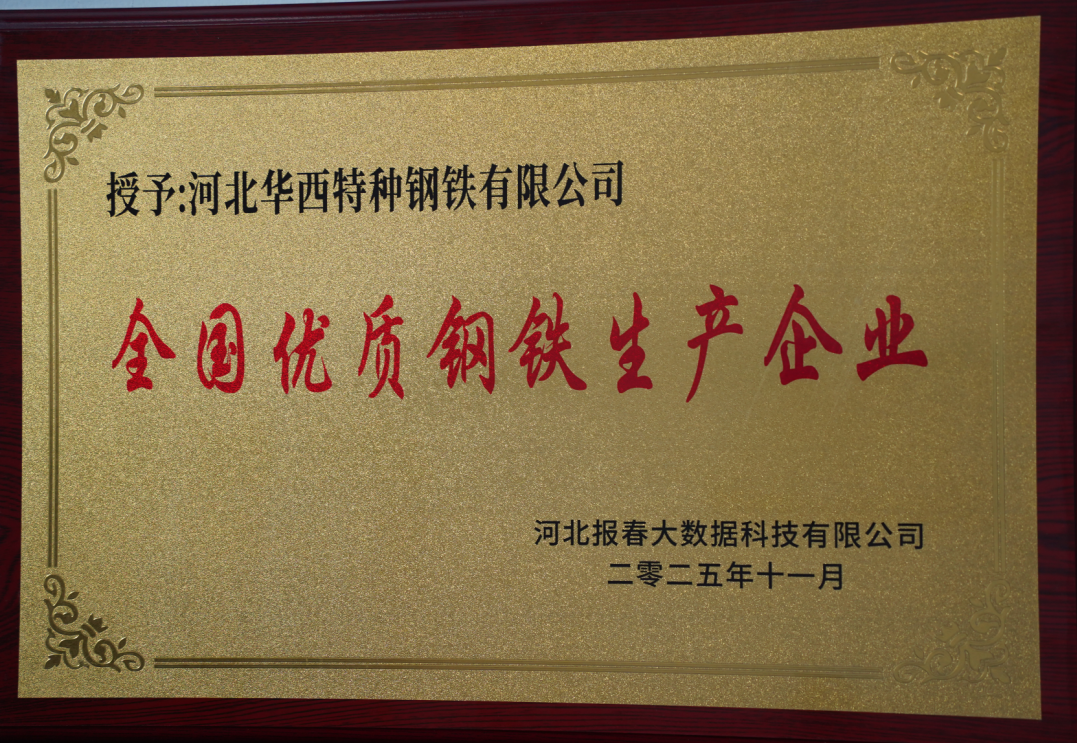 授予:河北华西特种钢铁有限公司
全国优质钢铁生产企业
河北报春大数据科技有限公司
二零二五年十一月